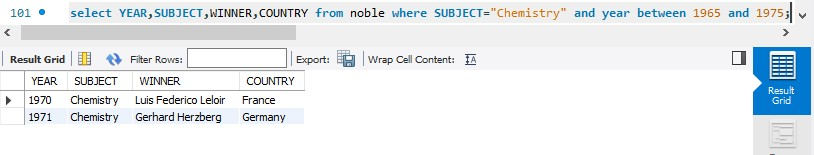 101 select YEAR,SUBJECT,WINNER,COUNTRY from noble where SUBJECT="Chemistry" and year between 1965 and 1975;
Result Grid Filter Rows: Export: Wrap Cell Content:
YEAR SUBJECT WINNER COUNTRY
1970 Chemistry Luis Federico Leloir France
1971 Chemistry Gerhard Herzberg Germany
Result
Grid